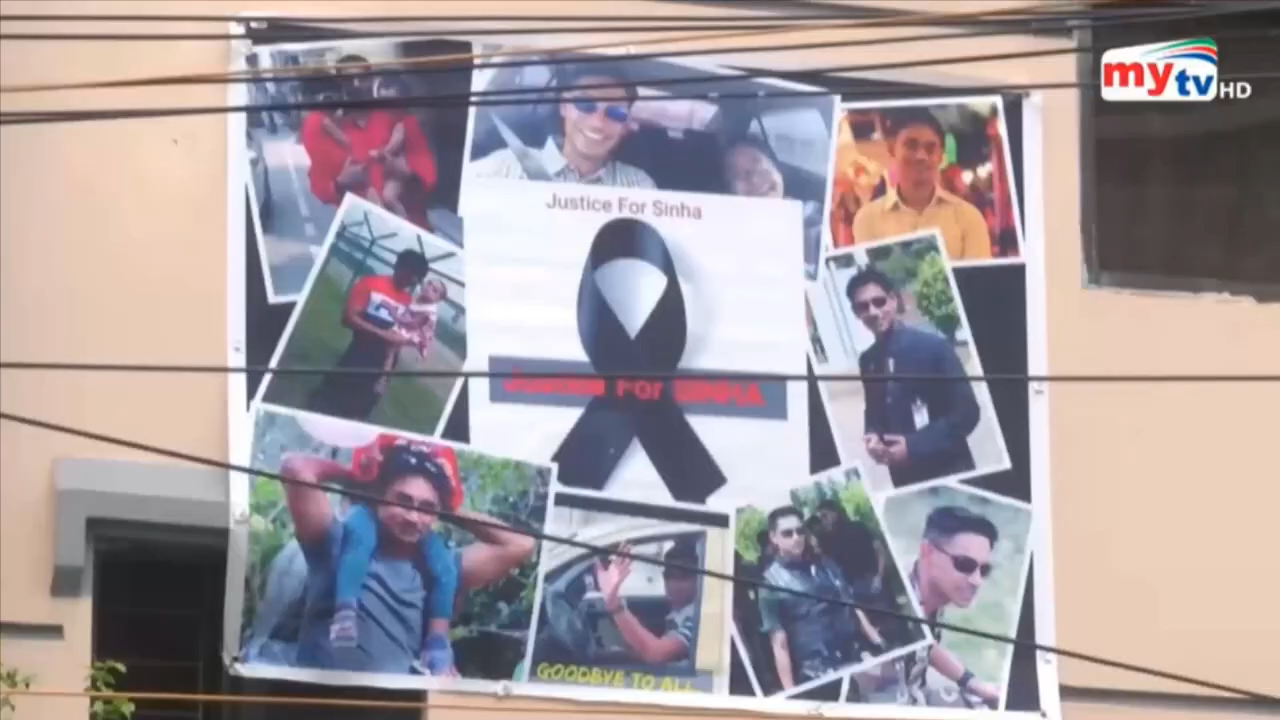 mytv HD
Justice For Sinha
Justice For SINHA
GOODBYE TO ALL